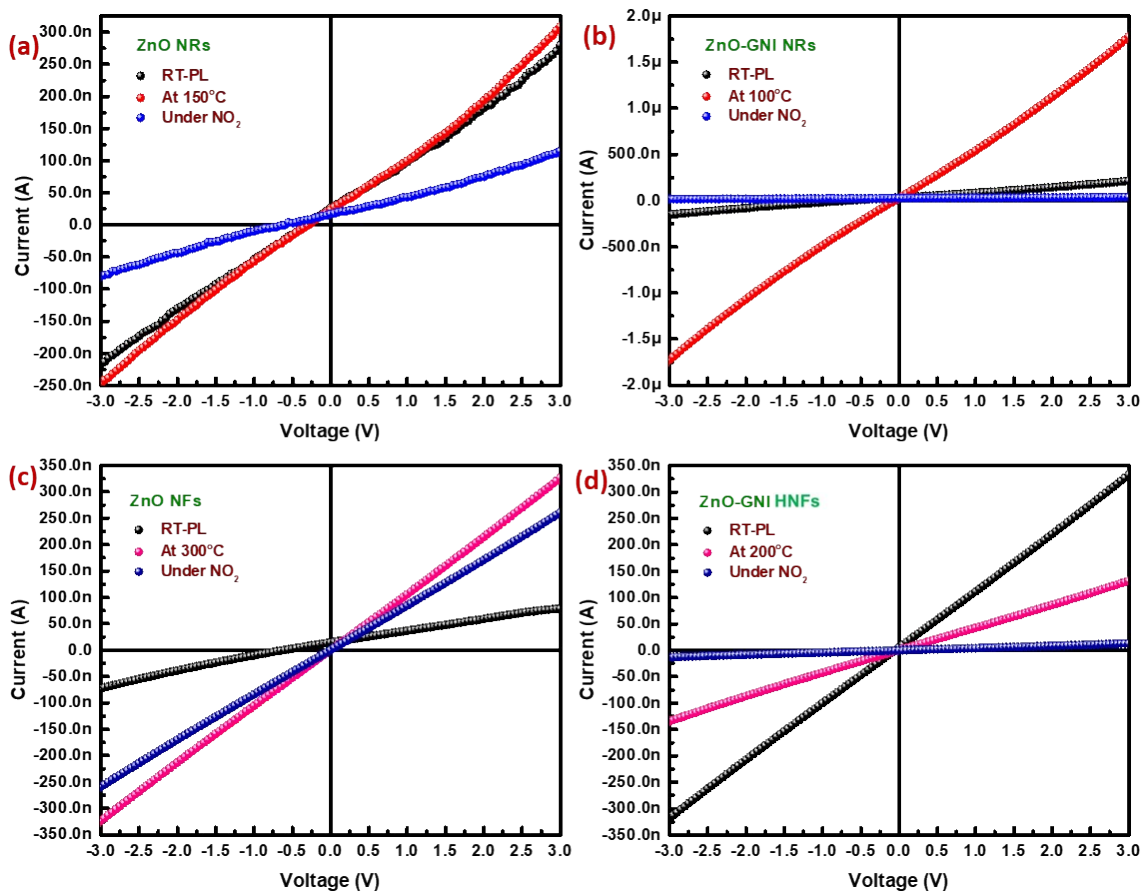 (a)
ZnO NRs
RT-PL
At 150°C
Under NO₂
300.0n
250.0n
200.0n
150.0n
100.0n
50.0n
0.0
-50.0n
-100.0n
-150.0n
-200.0n
-250.0n
Current (A)
-3.0 -2.5 -2.0 -1.5 -1.0 -0.5 0.0 0.5 1.0 1.5 2.0 2.5 3.0
Voltage (V)
(b)
ZnO-GNI NRs
RT-PL
At 100°C
Under NO₂
2.0µ
1.5µ
1.0µ
500.0n
0.0
-500.0n
-1.0µ
-1.5µ
-2.0µ
Current (A)
-3.0 -2.5 -2.0 -1.5 -1.0 -0.5 0.0 0.5 1.0 1.5 2.0 2.5 3.0
Voltage (V)
(c)
ZnO NFs
RT-PL
At 300°C
Under NO₂
350.0n
300.0n
250.0n
200.0n
150.0n
100.0n
50.0n
0.0
-50.0n
-100.0n
-150.0n
-200.0n
-250.0n
-300.0n
-350.0n
Current (A)
-3.0 -2.5 -2.0 -1.5 -1.0 -0.5 0.0 0.5 1.0 1.5 2.0 2.5 3.0
Voltage (V)
(d)
ZnO-GNI HNFs
RT-PL
At 200°C
Under NO₂
350.0n
300.0n
250.0n
200.0n
150.0n
100.0n
50.0n
0.0
-50.0n
-100.0n
-150.0n
-200.0n
-250.0n
-300.0n
-350.0n
Current (A)
-3.0 -2.5 -2.0 -1.5 -1.0 -0.5 0.0 0.5 1.0 1.5 2.0 2.5 3.0
Voltage (V)